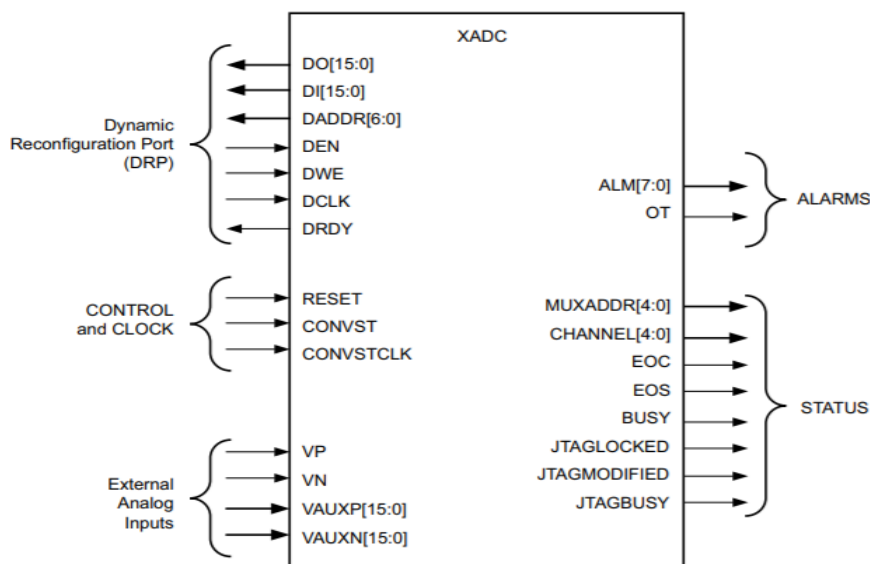 XADC
Dynamic
Reconfiguration Port
(DRP)
DO[15:0]
DI[15:0]
DADDR[6:0]
DEN
DWE
DCLK
DRDY
CONTROL
and CLOCK
RESET
CONVST
CONVSTCLK
External
Analog
Inputs
VP
VN
VAUXP[15:0]
VAUXN[15:0]
ALM[7:0]
OT
ALARMS
MUXADDR[4:0]
CHANNEL[4:0]
EOC
EOS
BUSY
JTAGLOCKED
JTAGMODIFIED
JTAGBUSY
STATUS